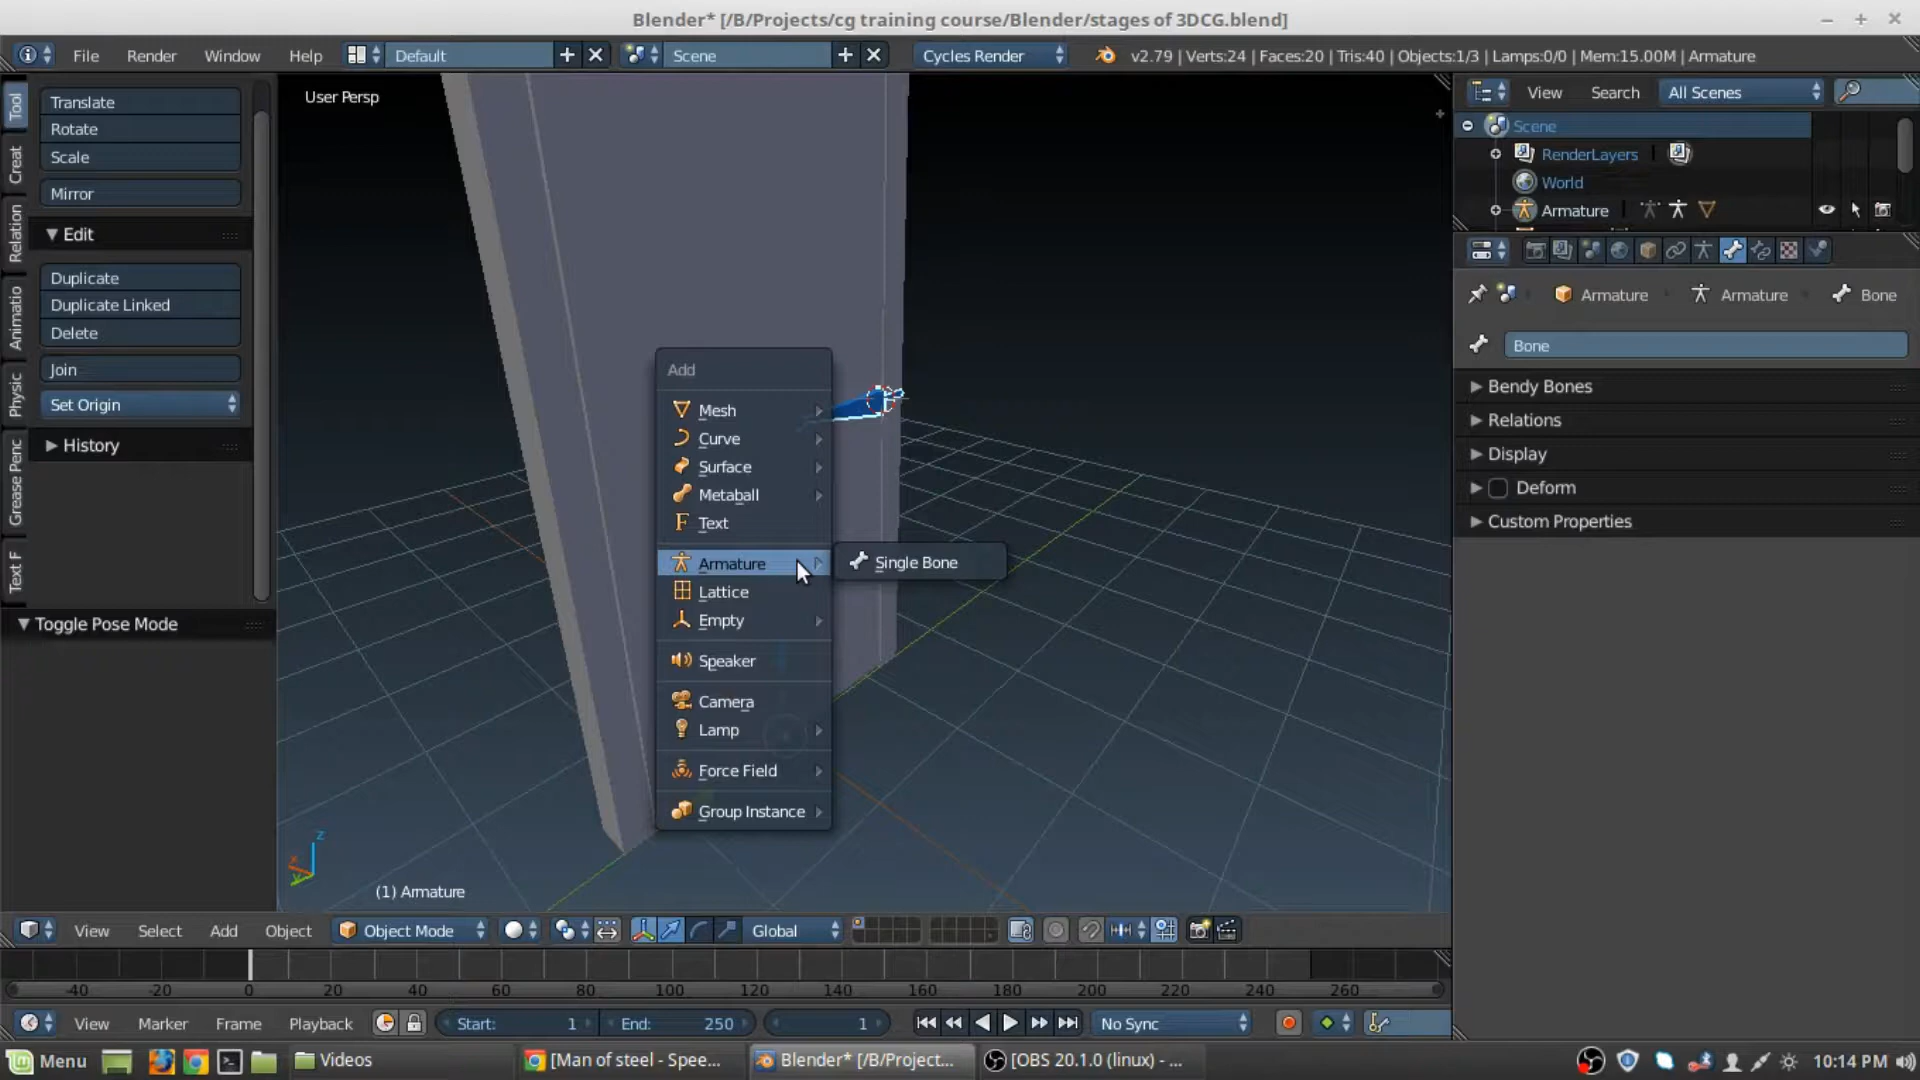 Blender* [/B/Projects/cg training course/Blender/stages of 3DCG.blend]
File Render Window Help Default Scene Cycles Render v2.79 | Verts:24 | Faces:20 | Tris:40 | Objects:1/3 | Lamps:0/0 | Mem:15.00M | Armature
Tool
Creat
Relation
Animatio
Physic
Grease Penc
Text F
Translate
Rotate
Scale
Mirror
Edit
Duplicate
Duplicate Linked
Delete
Join
Set Origin
History
Toggle Pose Mode
User Persp
Add
Mesh
Curve
Surface
Metaball
Text
Armature
Single Bone
Lattice
Empty
Speaker
Camera
Lamp
Force Field
Group Instance
z
x
y
(1) Armature
View Search All Scenes
Scene
RenderLayers
World
Armature
Armature Armature Bone
Bone
Bendy Bones
Relations
Display
Deform
Custom Properties
View Select Add Object Object Mode Global
-40 -20 0 20 40 60 80 100 120 140 160 180 200 220 240 260
View Marker Frame Playback Start: 1 End: 250 1 No Sync
Menu Videos [Man of steel - Spee... Blender* [/B/Project... [OBS 20.1.0 (linux) - ... 10:14 PM